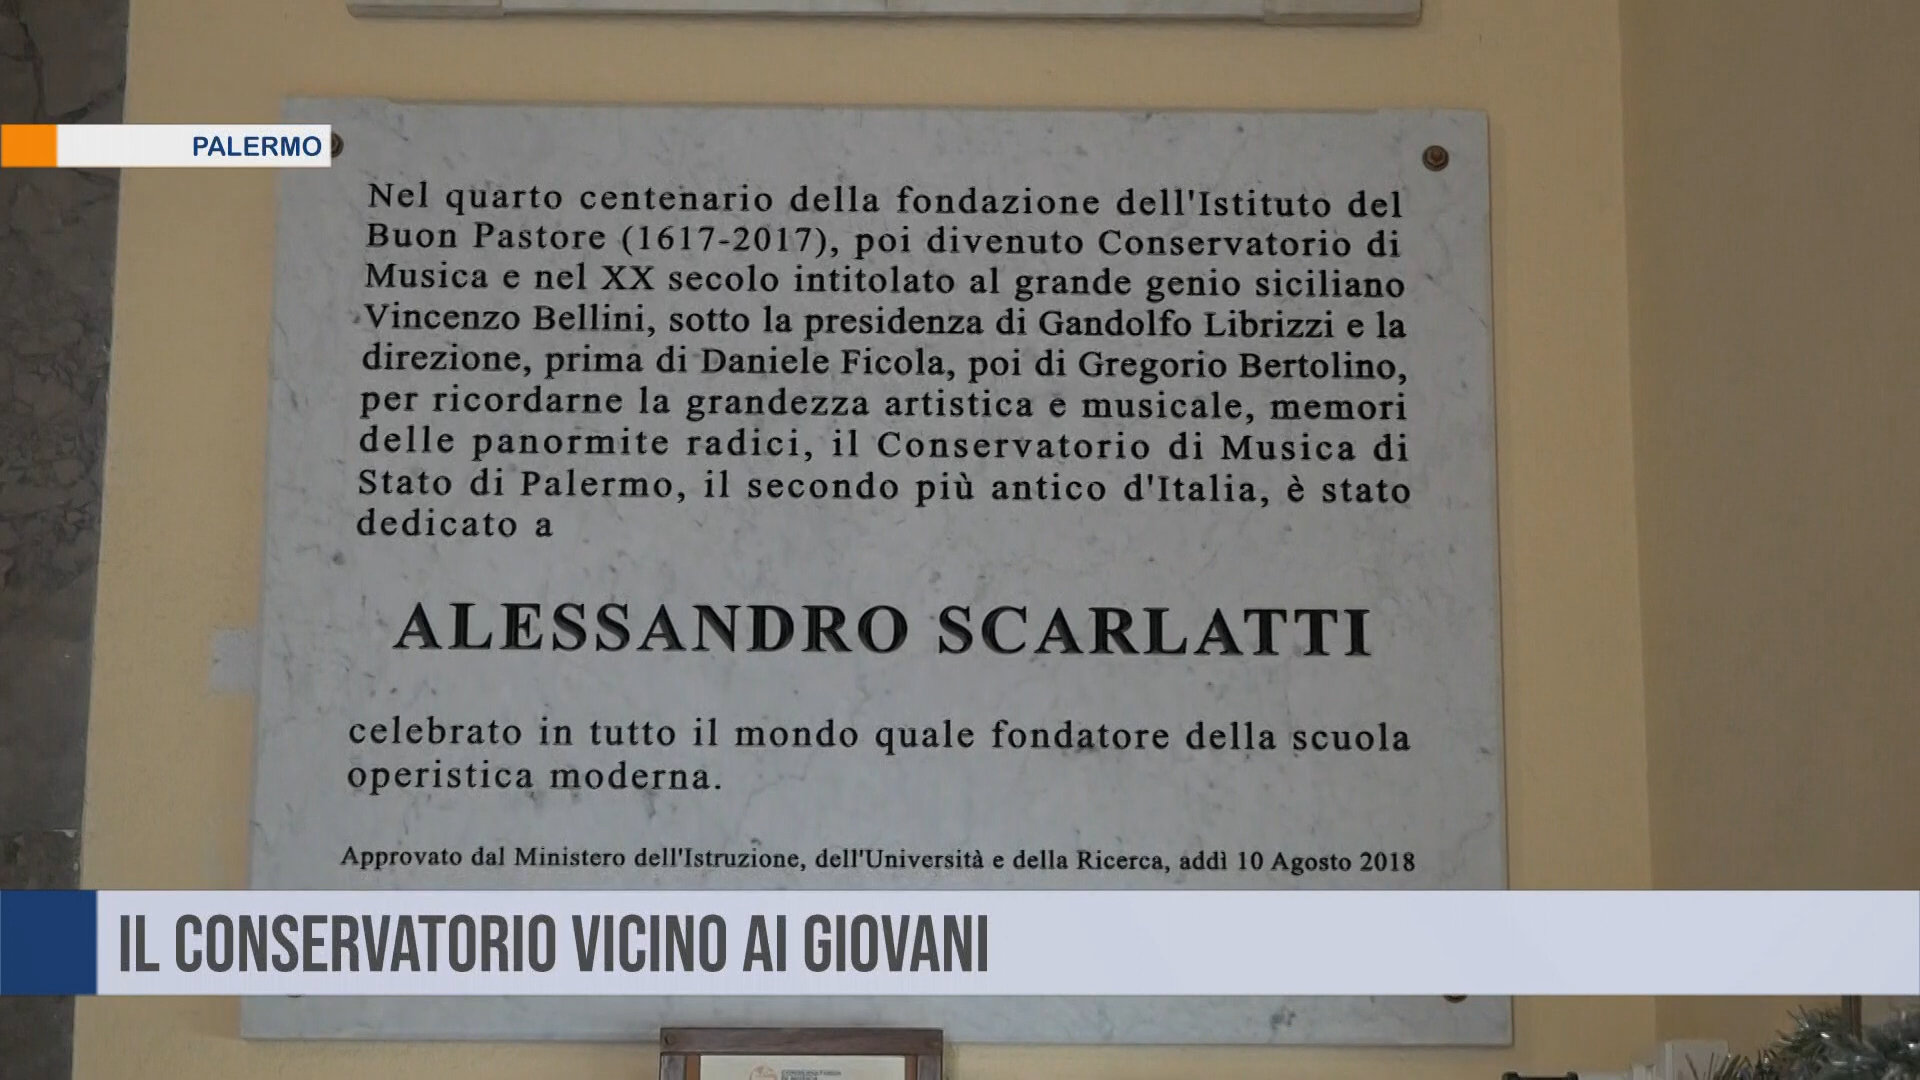 PALERMO
Nel quarto centenario della fondazione dell'Istituto del
Buon Pastore (1617-2017), poi divenuto Conservatorio di
Musica e nel XX secolo intitolato al grande genio siciliano
Vincenzo Bellini, sotto la presidenza di Gandolfo Librizzi e la
direzione, prima di Daniele Ficola, poi di Gregorio Bertolino,
per ricordarne la grandezza artistica e musicale, memori
delle panormite radici, il Conservatorio di Musica di
Stato di Palermo, il secondo più antico d'Italia, è stato
dedicato a
ALESSANDRO SCARLATTI
celebrato in tutto il mondo quale fondatore della scuola
operistica moderna.
Approvato dal Ministero dell'Istruzione, dell'Università e della Ricerca, addì 10 Agosto 2018
IL CONSERVATORIO VICINO AI GIOVANI